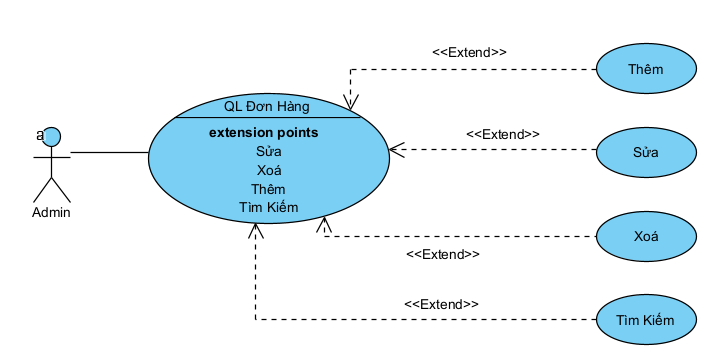 <<Extend>>
Thêm
QL Đơn Hàng
extension points
Sửa
Xoá
Thêm
Tìm Kiếm
a
Admin
<<Extend>>
Sửa
<<Extend>>
Xoá
<<Extend>>
Tìm Kiếm